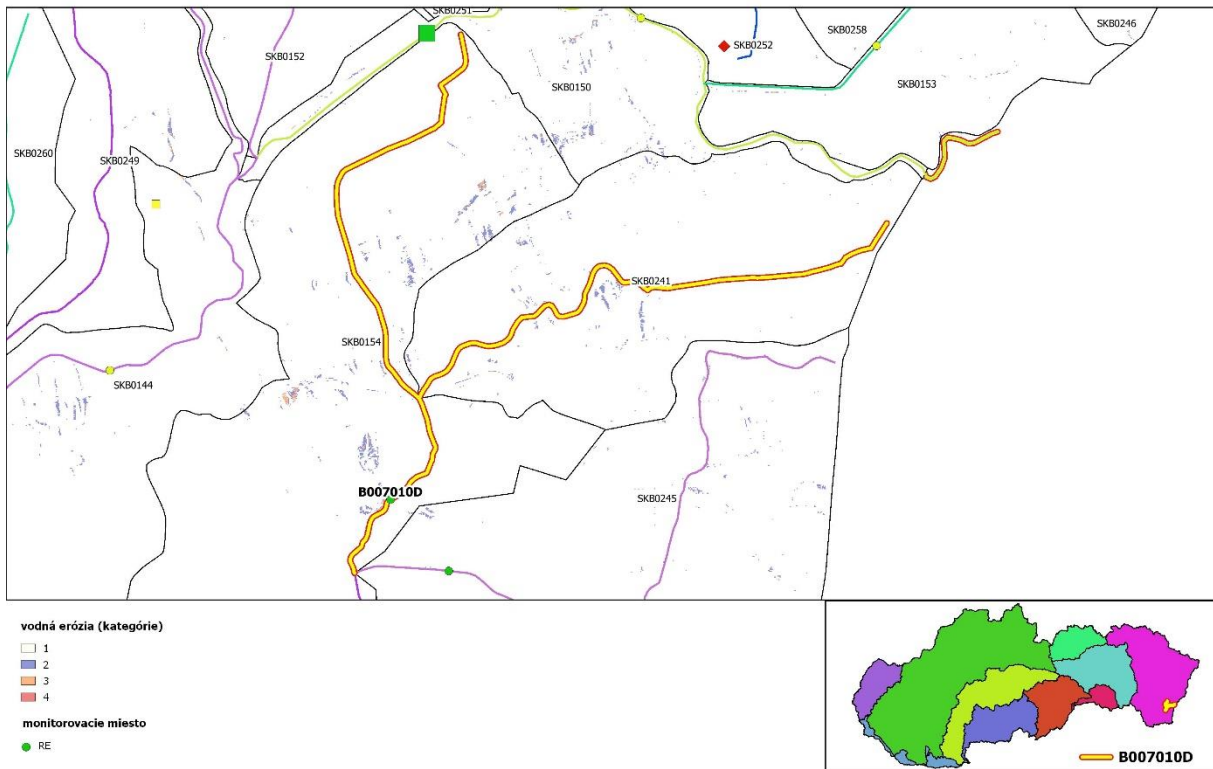 SKB0251
SKB0246
SKB0258
SKB0252
SKB0152
SKB0150
SKB0153
SKB0260
SKB0249
SKB0241
SKB0154
SKB0144
B007010D
SKB0245
vodná erózia (kategórie)
1
2
3
4
monitorovacie miesto
RE
B007010D